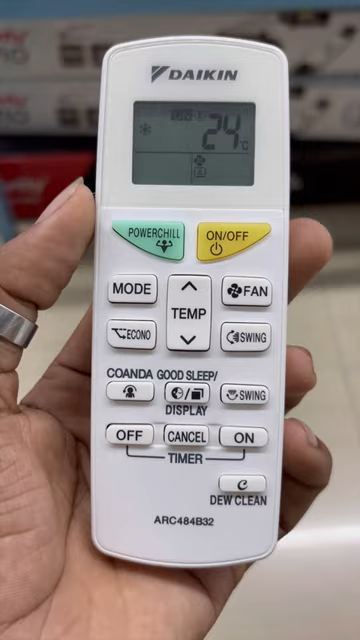 DAIKIN
24°C
POWERCHILL
ON/OFF
MODE
TEMP
FAN
ECONO
SWING
COANDA GOOD SLEEP/
DISPLAY
SWING
OFF
CANCEL
ON
TIMER
DEW CLEAN
ARC484B32